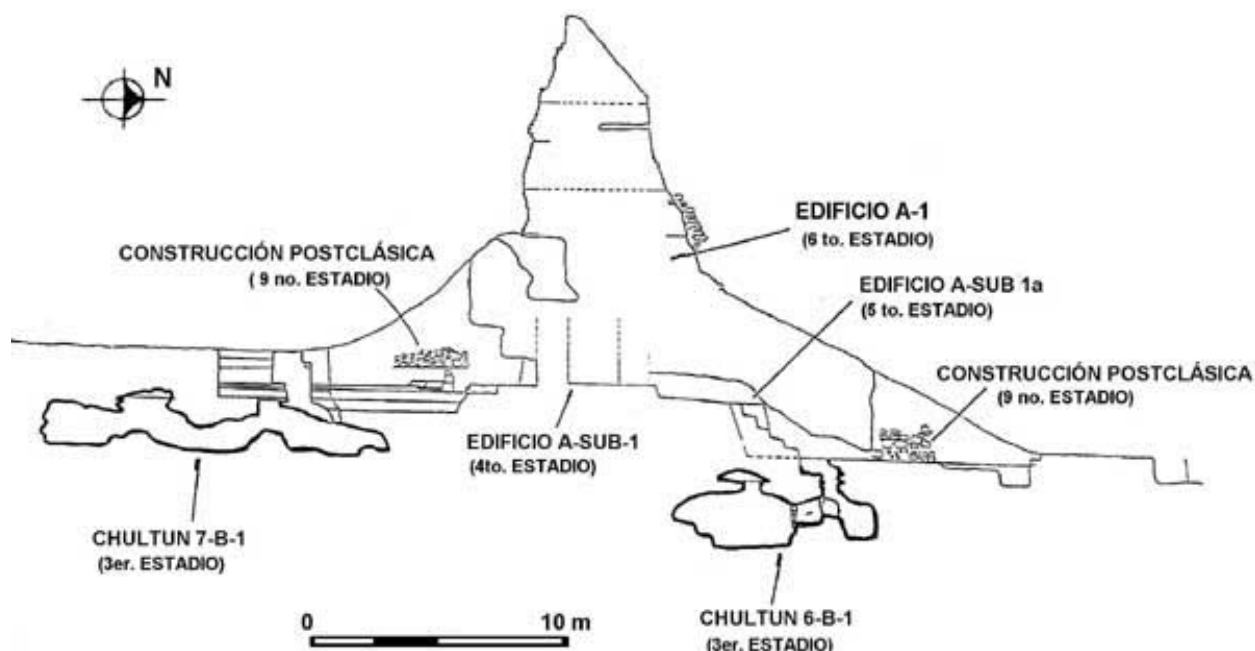 N
EDIFICIO A-1
(6 to. ESTADIO)
CONSTRUCCIÓN POSTCLÁSICA
( 9 no. ESTADIO)
EDIFICIO A-SUB 1a
(5 to. ESTADIO)
CONSTRUCCIÓN POSTCLÁSICA
(9 no. ESTADIO)
EDIFICIO A-SUB-1
(4to. ESTADIO)
CHULTUN 7-B-1
(3er. ESTADIO)
CHULTUN 6-B-1
(3er. ESTADIO)
0 10 m